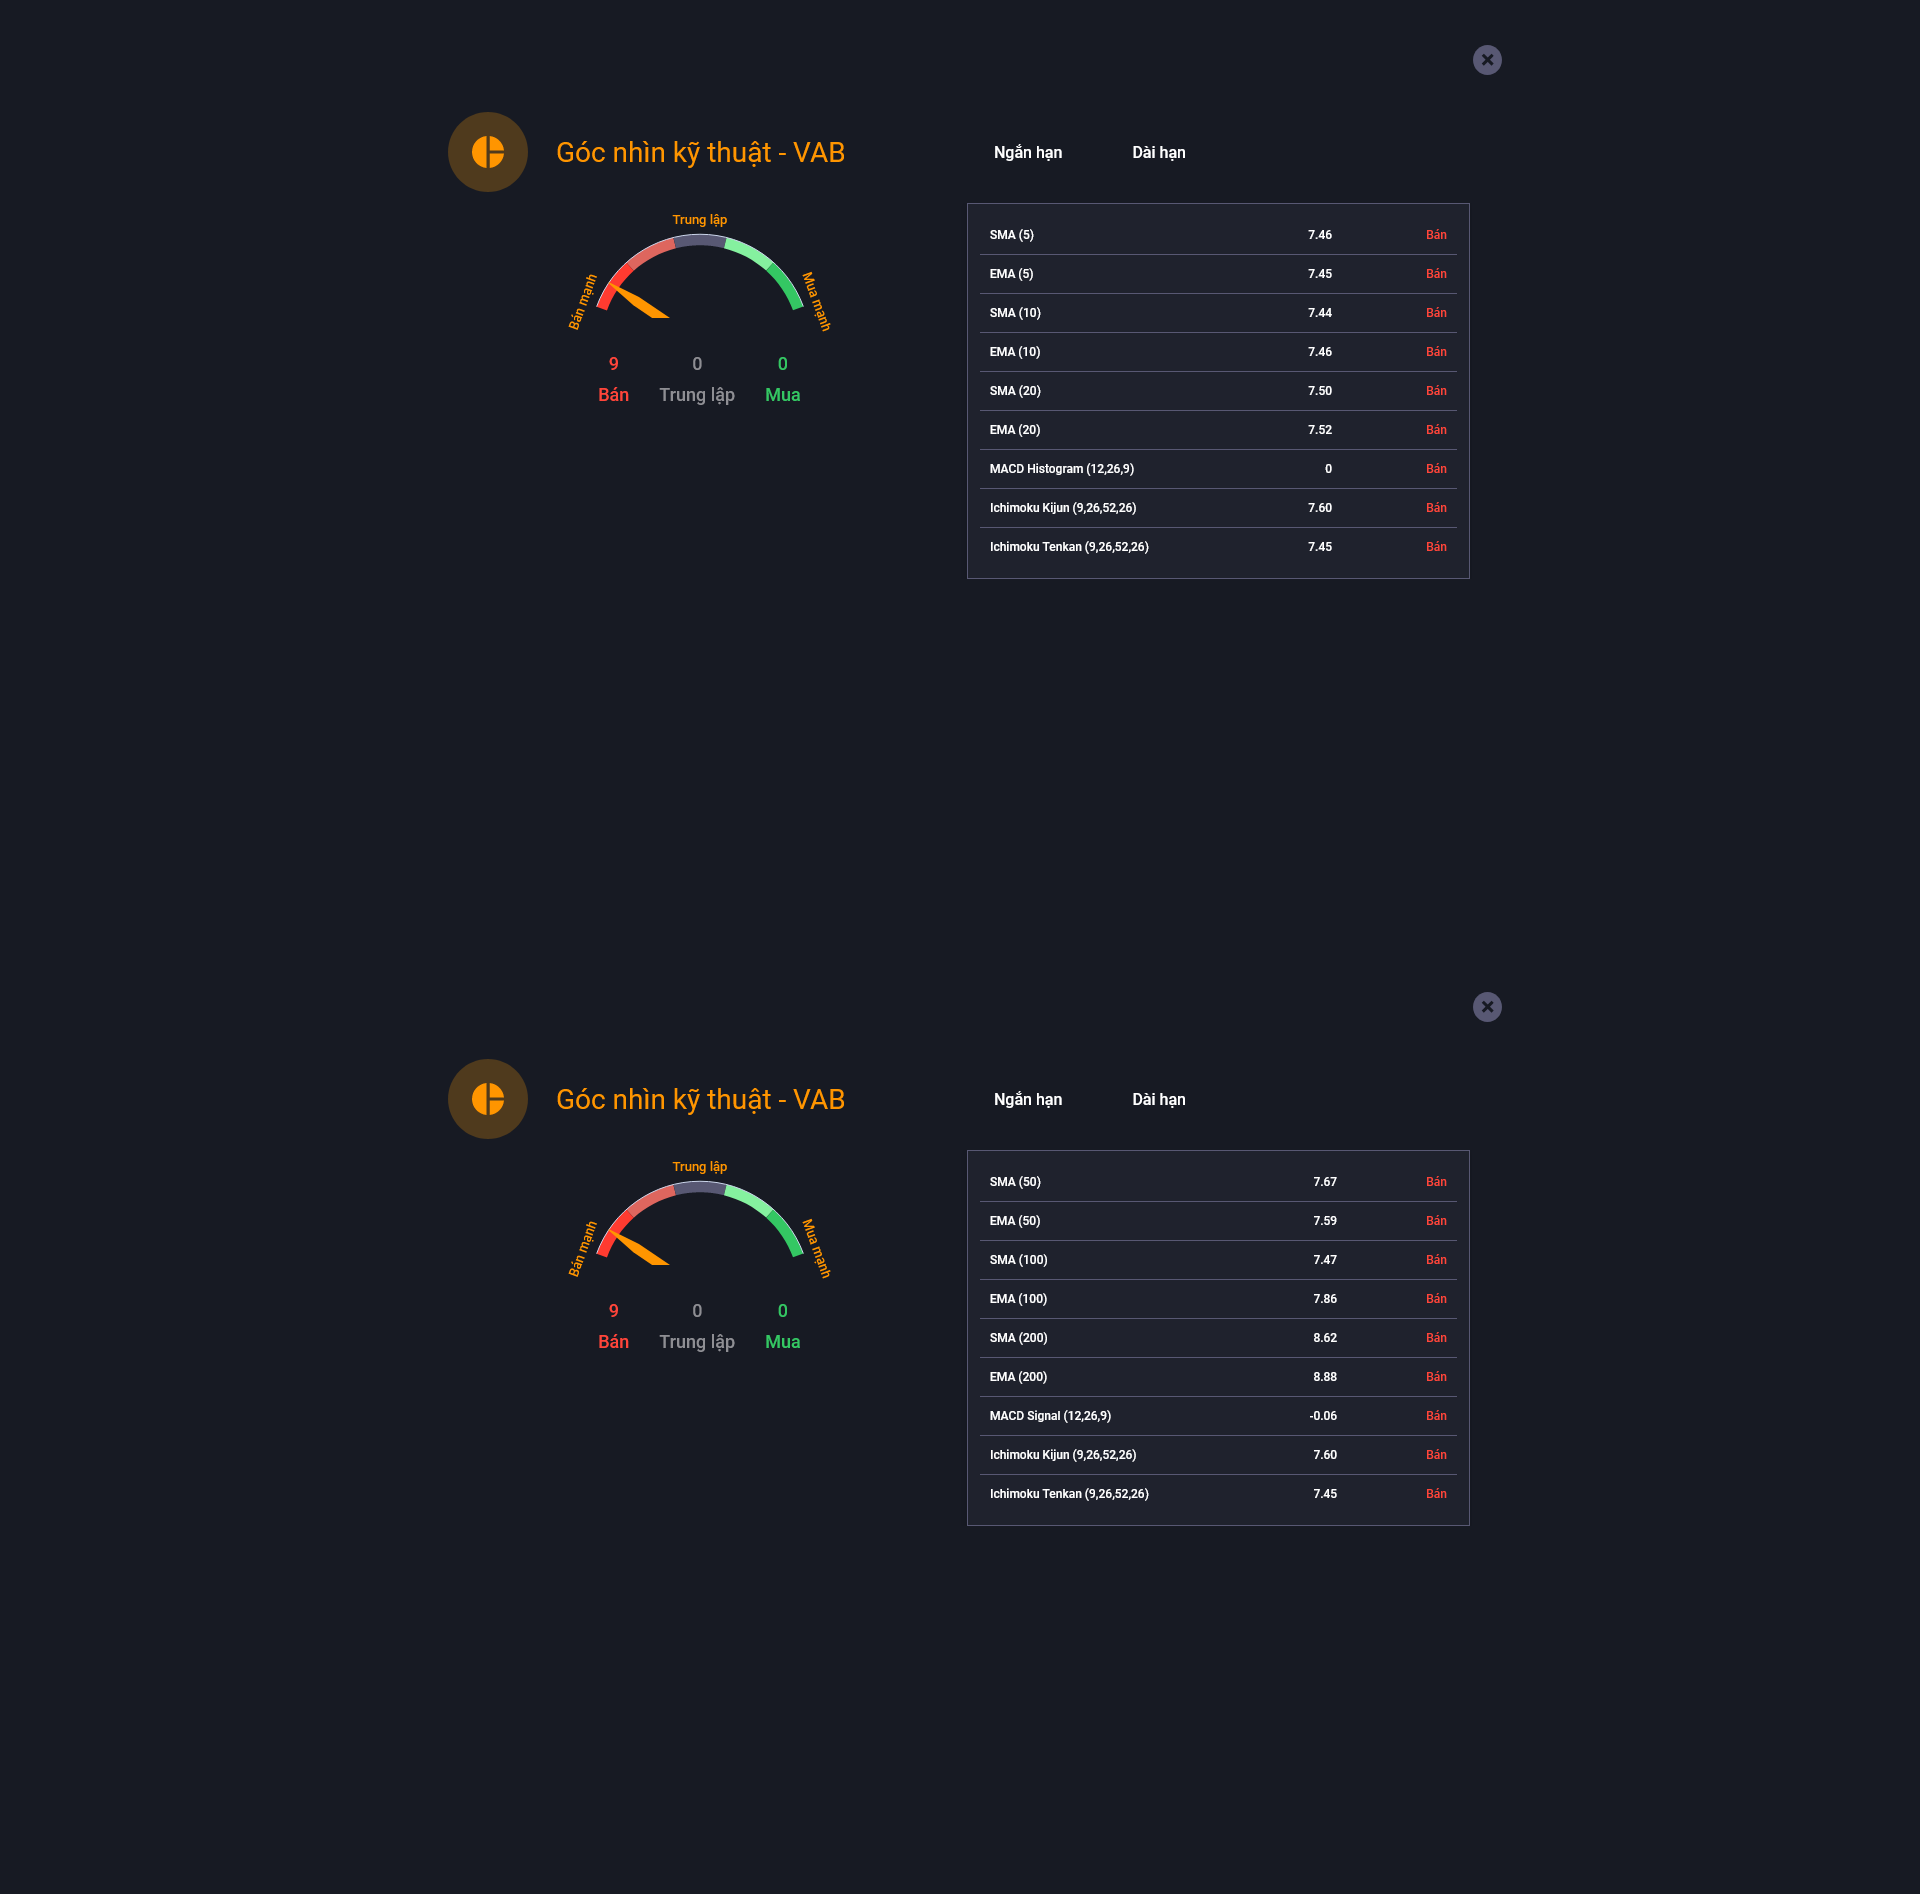 Góc nhìn kỹ thuật - VAB
Ngắn hạn Dài hạn
Trung lập
Bán mạnh
Mua mạnh
9 0 0
Bán Trung lập Mua
SMA (5) 7.46 Bán
EMA (5) 7.45 Bán
SMA (10) 7.44 Bán
EMA (10) 7.46 Bán
SMA (20) 7.50 Bán
EMA (20) 7.52 Bán
MACD Histogram (12,26,9) 0 Bán
Ichimoku Kijun (9,26,52,26) 7.60 Bán
Ichimoku Tenkan (9,26,52,26) 7.45 Bán
Góc nhìn kỹ thuật - VAB
Ngắn hạn Dài hạn
Trung lập
Bán mạnh
Mua mạnh
9 0 0
Bán Trung lập Mua
SMA (50) 7.67 Bán
EMA (50) 7.59 Bán
SMA (100) 7.47 Bán
EMA (100) 7.86 Bán
SMA (200) 8.62 Bán
EMA (200) 8.88 Bán
MACD Signal (12,26,9) -0.06 Bán
Ichimoku Kijun (9,26,52,26) 7.60 Bán
Ichimoku Tenkan (9,26,52,26) 7.45 Bán